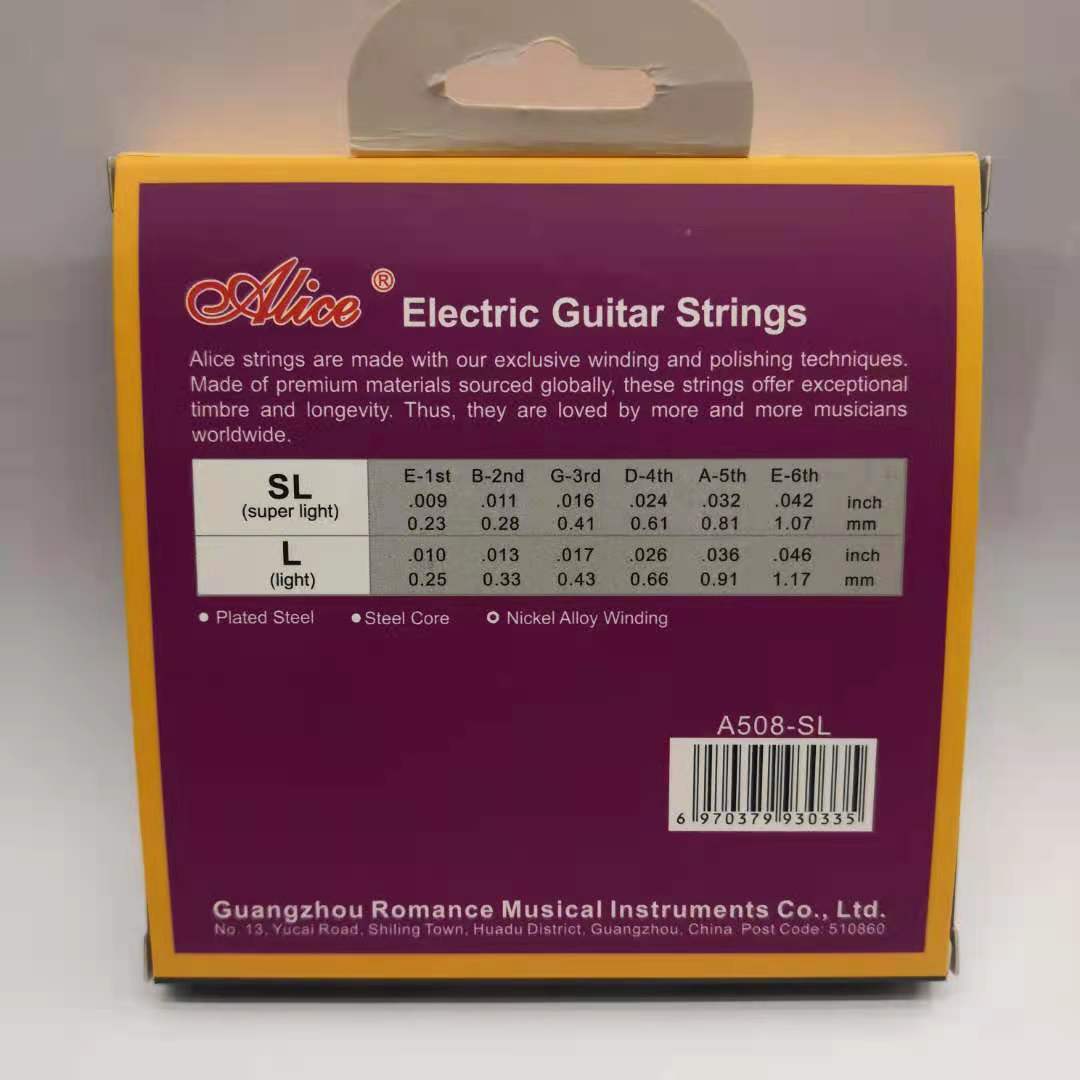 Alice ® Electric Guitar Strings
Alice strings are made with our exclusive winding and polishing techniques.
Made of premium materials sourced globally, these strings offer exceptional
timbre and longevity. Thus, they are loved by more and more musicians
worldwide.
E-1st B-2nd G-3rd D-4th A-5th E-6th
SL .009 .011 .016 .024 .032 .042 inch
(super light) 0.23 0.28 0.41 0.61 0.81 1.07 mm
L .010 .013 .017 .026 .036 .046 inch
(light) 0.25 0.33 0.43 0.66 0.91 1.17 mm
Plated Steel Steel Core Nickel Alloy Winding
A508-SL
6 970379 930335
Guangzhou Romance Musical Instruments Co., Ltd.
No. 13, Yucai Road, Shiling Town, Huadu District, Guangzhou, China Post Code: 510860